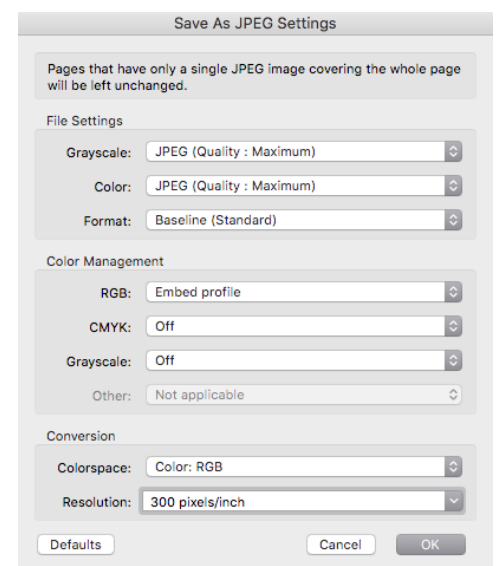 Save As JPEG Settings
Pages that have only a single JPEG image covering the whole page
will be left unchanged.
File Settings
Grayscale: JPEG (Quality : Maximum)
Color: JPEG (Quality : Maximum)
Format: Baseline (Standard)
Color Management
RGB: Embed profile
CMYK: Off
Grayscale: Off
Other: Not applicable
Conversion
Colorspace: Color: RGB
Resolution: 300 pixels/inch
Defaults Cancel OK